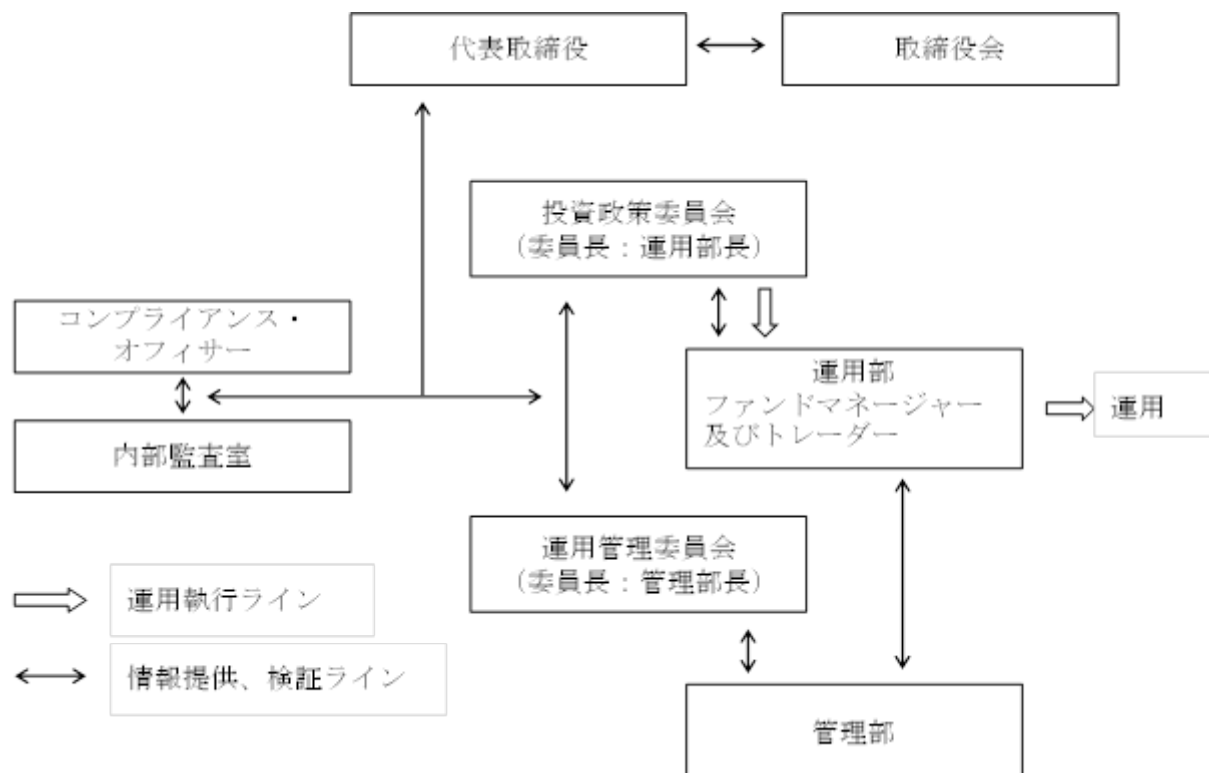 代表取締役
取締役会
投資政策委員会
（委員長：運用部長）
コンプライアンス・
オフィサー
運用部
ファンドマネージャー
及びトレーダー
運用
内部監査室
運用管理委員会
（委員長：管理部長）
運用執行ライン
情報提供、検証ライン
管理部